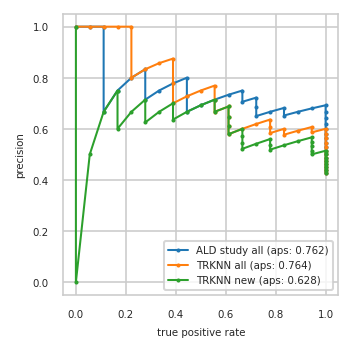 1.0
0.8
0.6
0.4
0.2
0.0
precision
0.0 0.2 0.4 0.6 0.8 1.0
true positive rate
ALD study all (aps: 0.762)
TRKNN all (aps: 0.764)
TRKNN new (aps: 0.628)